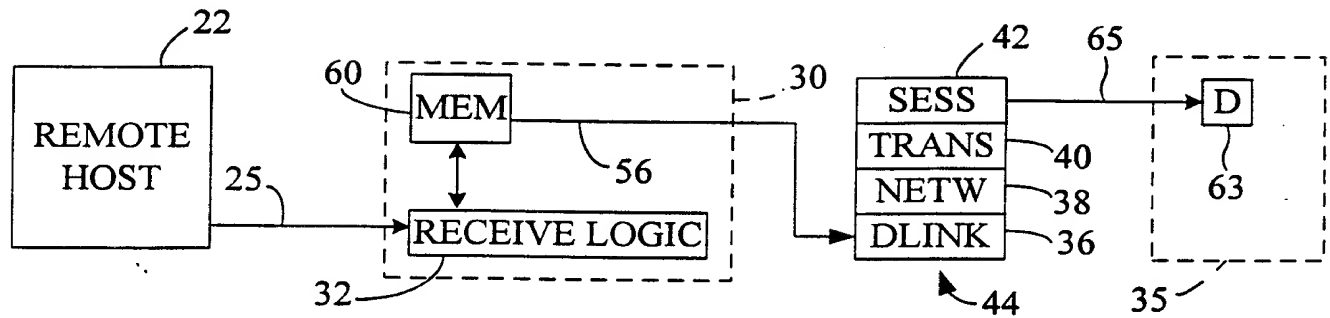 22
REMOTE
HOST
25
60
MEM
30
56
RECEIVE LOGIC
32
42
SESS
TRANS
40
NETW
38
DLINK
36
44
65
D
63
35